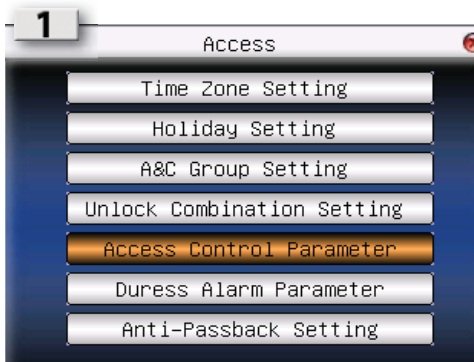 1
Access
Time Zone Setting
Holiday Setting
A&C Group Setting
Unlock Combination Setting
Access Control Parameter
Duress Alarm Parameter
Anti-Passback Setting